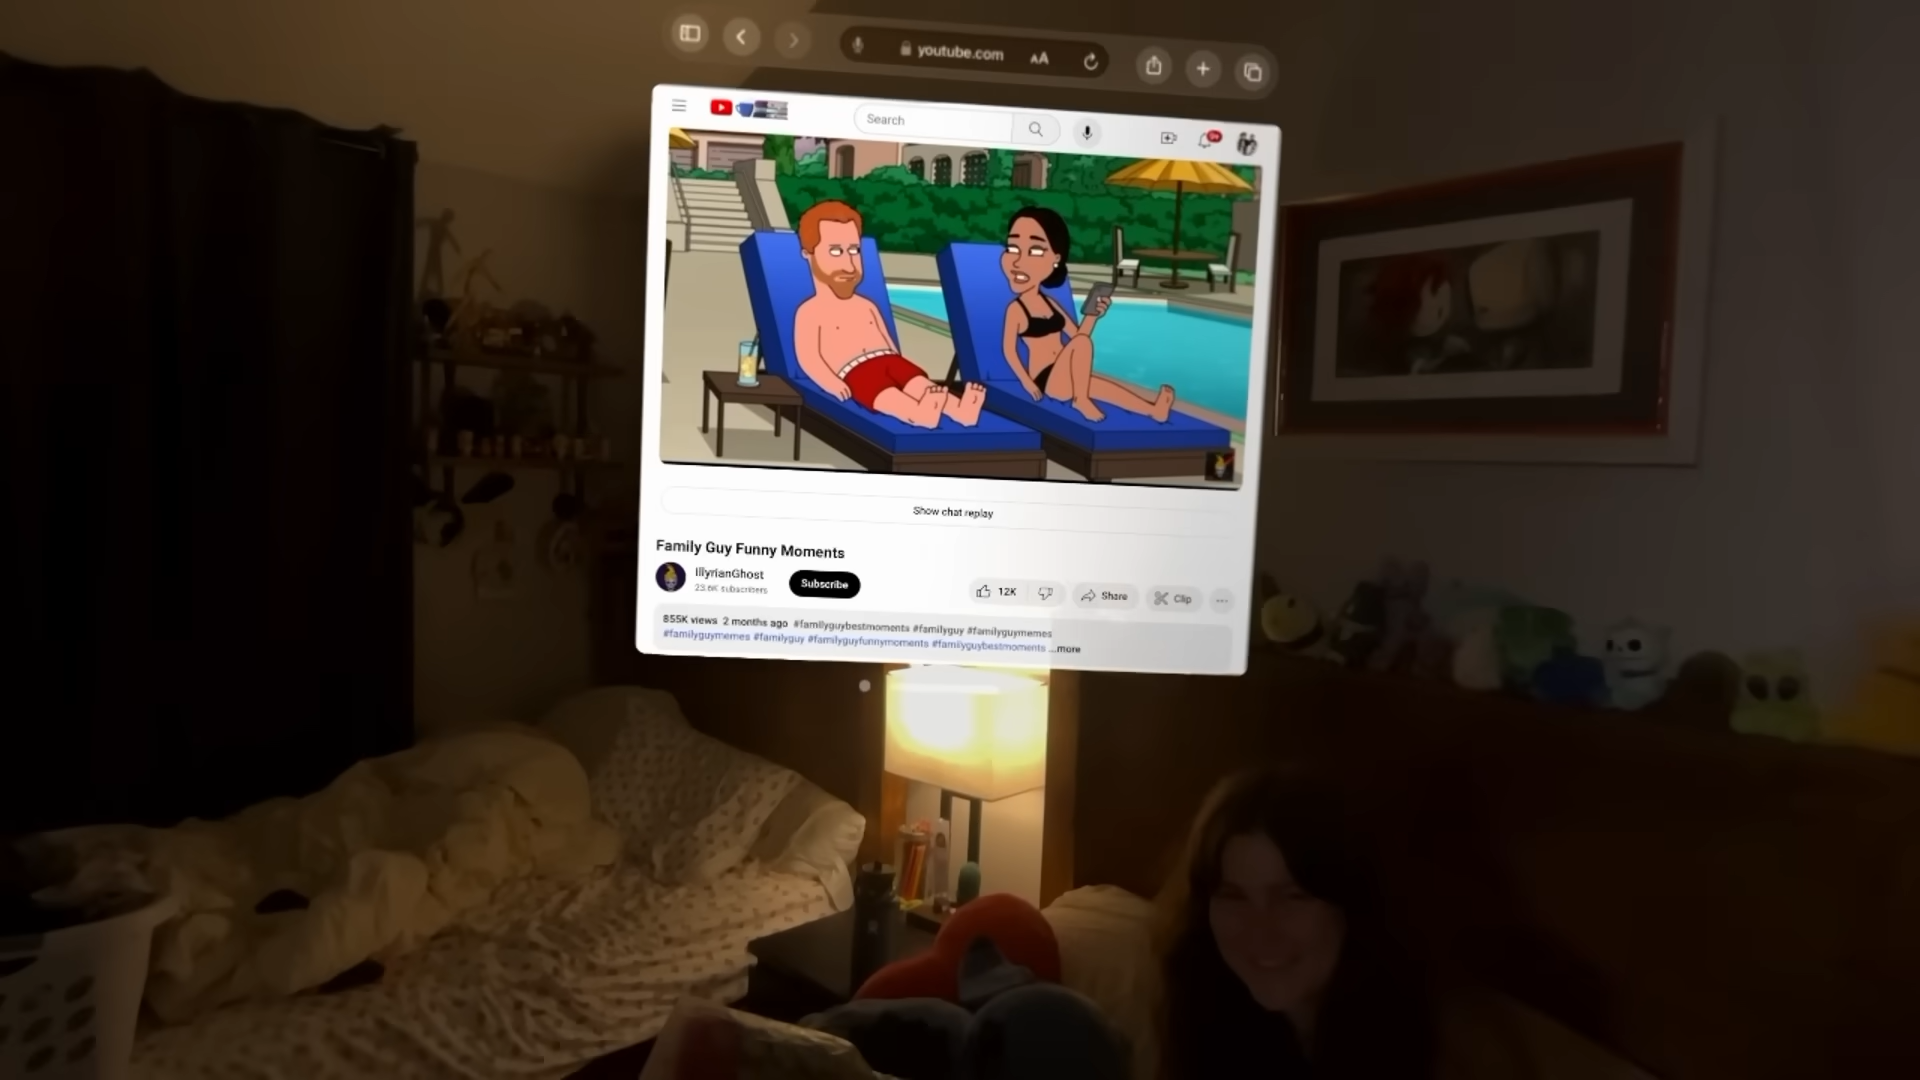 youtube.com AA
Search
9+
Show chat replay
Family Guy Funny Moments
IllyrianGhost
23.6K subscribers
Subscribe
12K
Share
Clip
855K views 2 months ago #familyguybestmoments #familyguy #familyguymemes
#familyguymemes #familyguy #familyguyfunnymoments #familyguybestmoments ...more